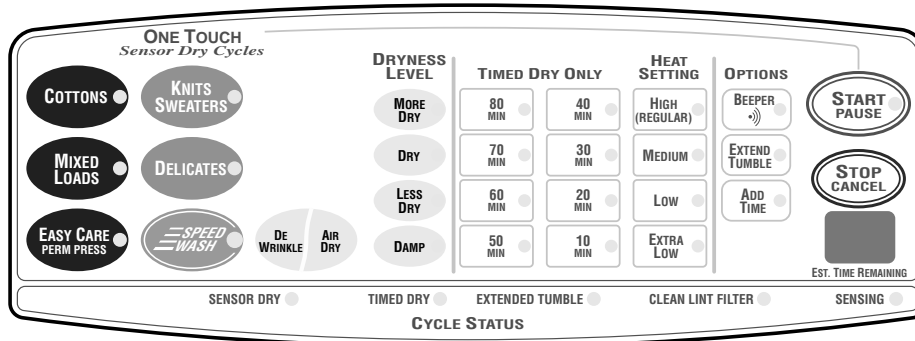 ONE TOUCH
Sensor Dry Cycles
COTTONS
KNITS
SWEATERS
MIXED
LOADS
DELICATES
EASY CARE
PERM PRESS
SPEED
WASH
DE
WRINKLE
AIR
DRY
DRYNESS
LEVEL
MORE
DRY
DRY
LESS
DRY
DAMP
TIMED DRY ONLY
80
MIN
40
MIN
70
MIN
30
MIN
60
MIN
20
MIN
50
MIN
10
MIN
HEAT
SETTING
HIGH
(REGULAR)
MEDIUM
LOW
EXTRA
LOW
OPTIONS
BEEPER
EXTEND
TUMBLE
ADD
TIME
START
PAUSE
STOP
CANCEL
EST. TIME REMAINING
SENSOR DRY
TIMED DRY
EXTENDED TUMBLE
CLEAN LINT FILTER
SENSING
CYCLE STATUS